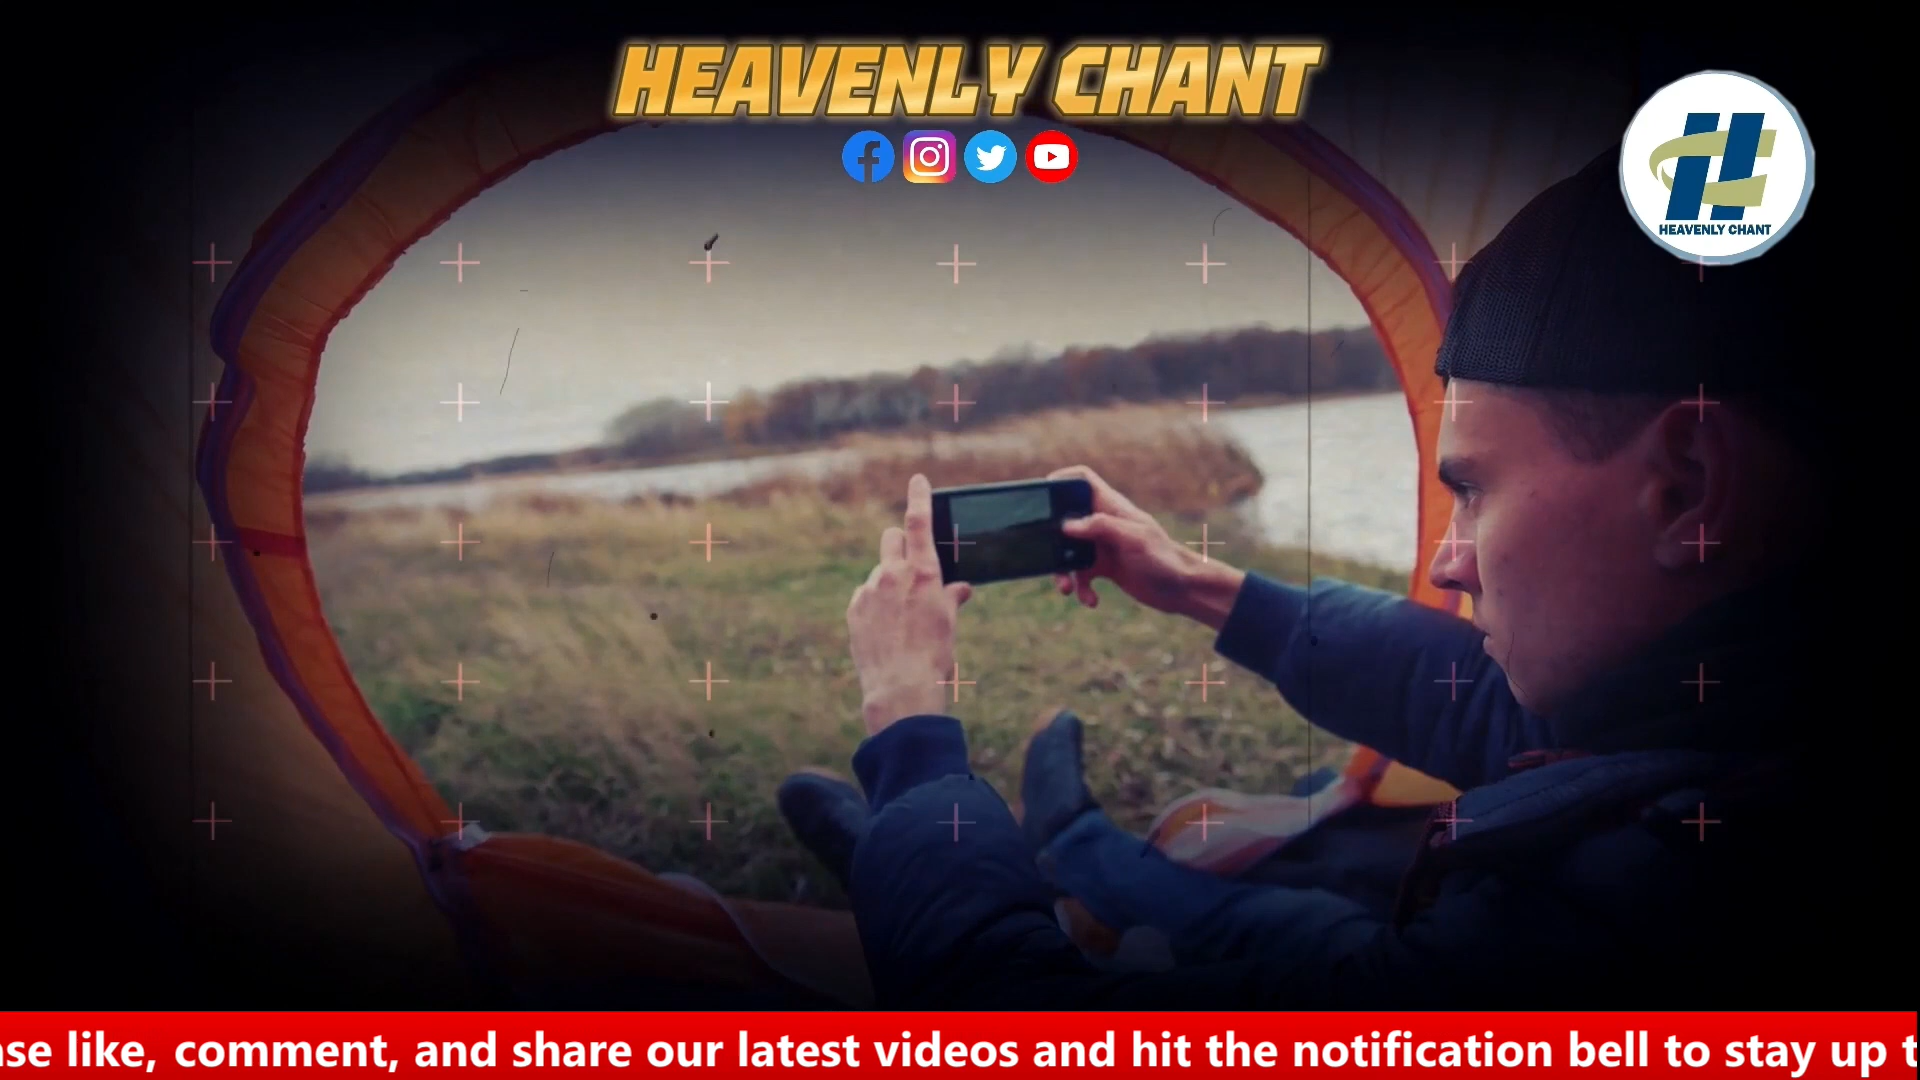 HEAVENLY CHANT
HEAVENLY CHANT
like, comment, and share our latest videos and hit the notification bell to stay up